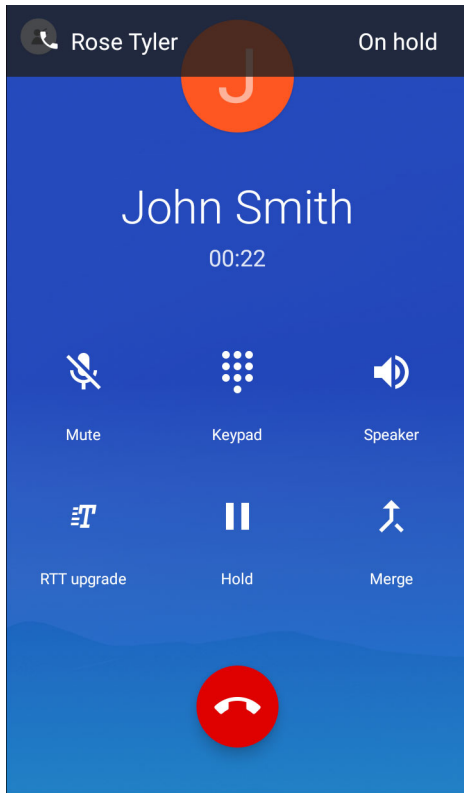 Rose Tyler On hold
J
John Smith
00:22
Mute Keypad Speaker
RTT upgrade Hold Merge